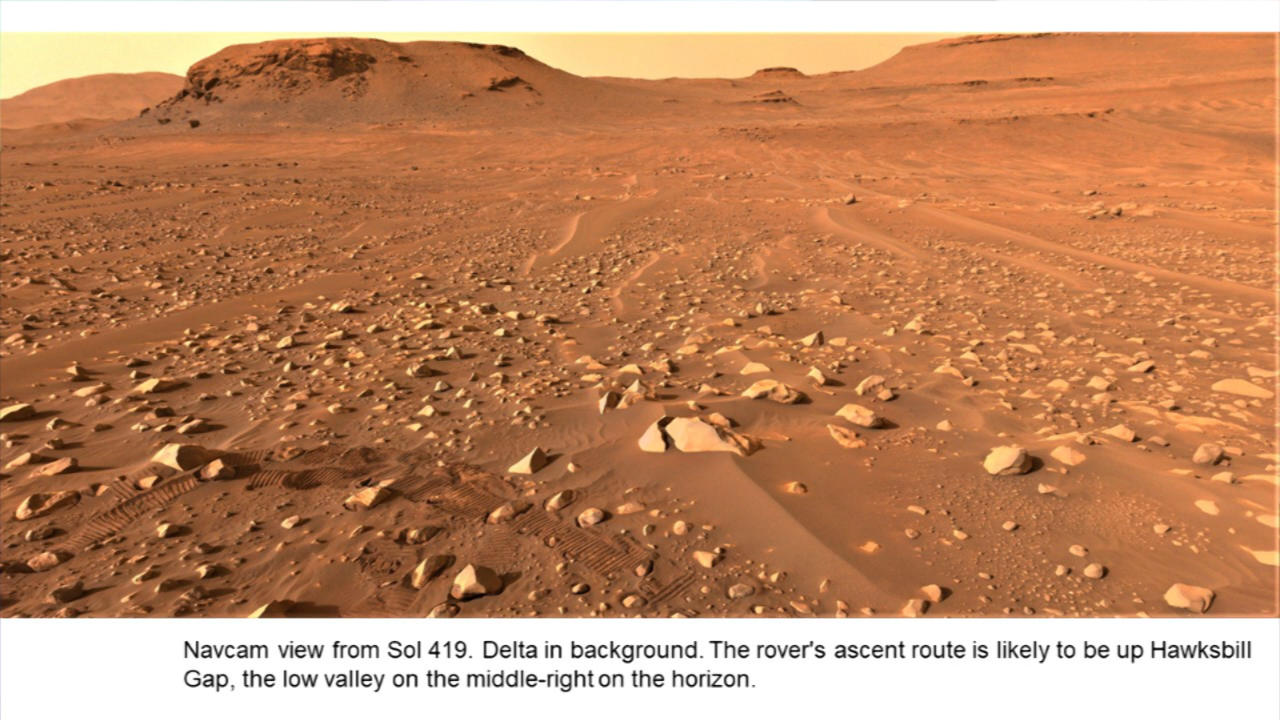 Navcam view from Sol 419. Delta in background. The rover's ascent route is likely to be up Hawksbill
Gap, the low valley on the middle-right on the horizon.